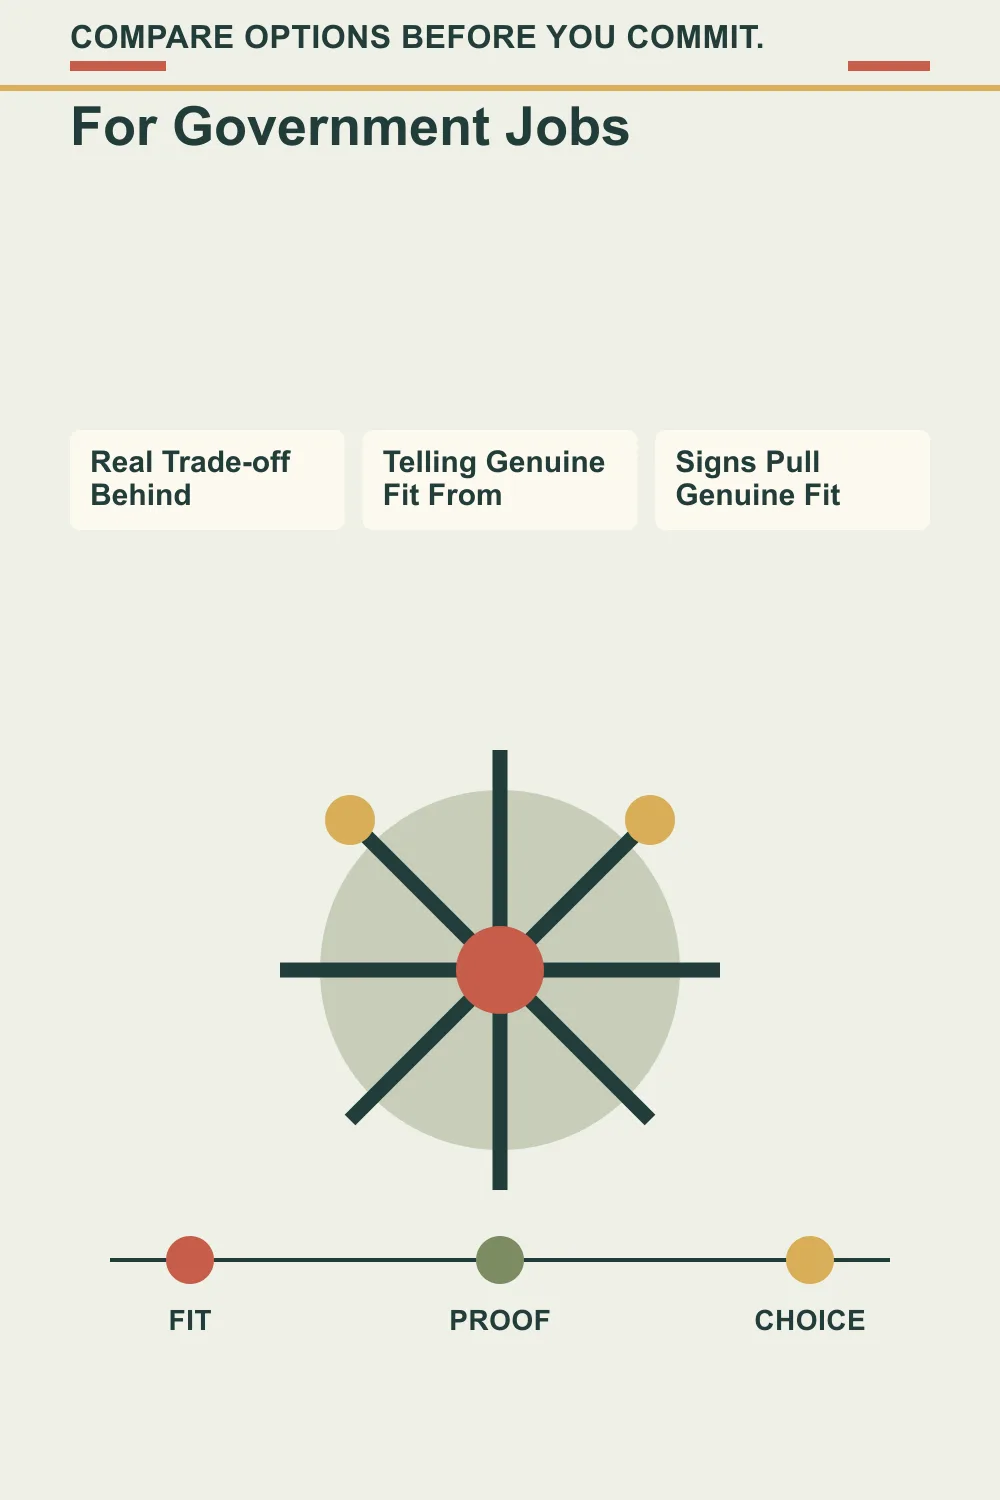 COMPARE OPTIONS BEFORE YOU COMMIT.
For Government Jobs
Real Trade-off
Behind
Telling Genuine
Fit From
Signs Pull
Genuine Fit
FIT
PROOF
CHOICE